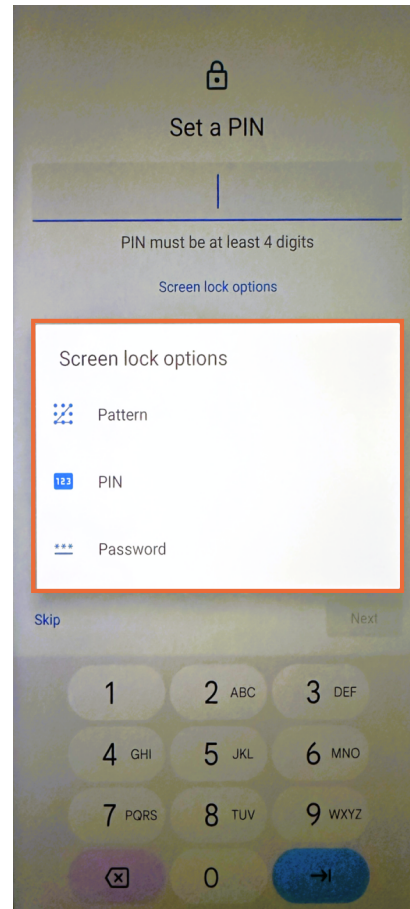 Set a PIN
PIN must be at least 4 digits
Screen lock options
Screen lock options
Pattern
123 PIN
*** Password
Skip Next
1 2 ABC 3 DEF
4 GHI 5 JKL 6 MNO
7 PQRS 8 TUV 9 WXYZ
0